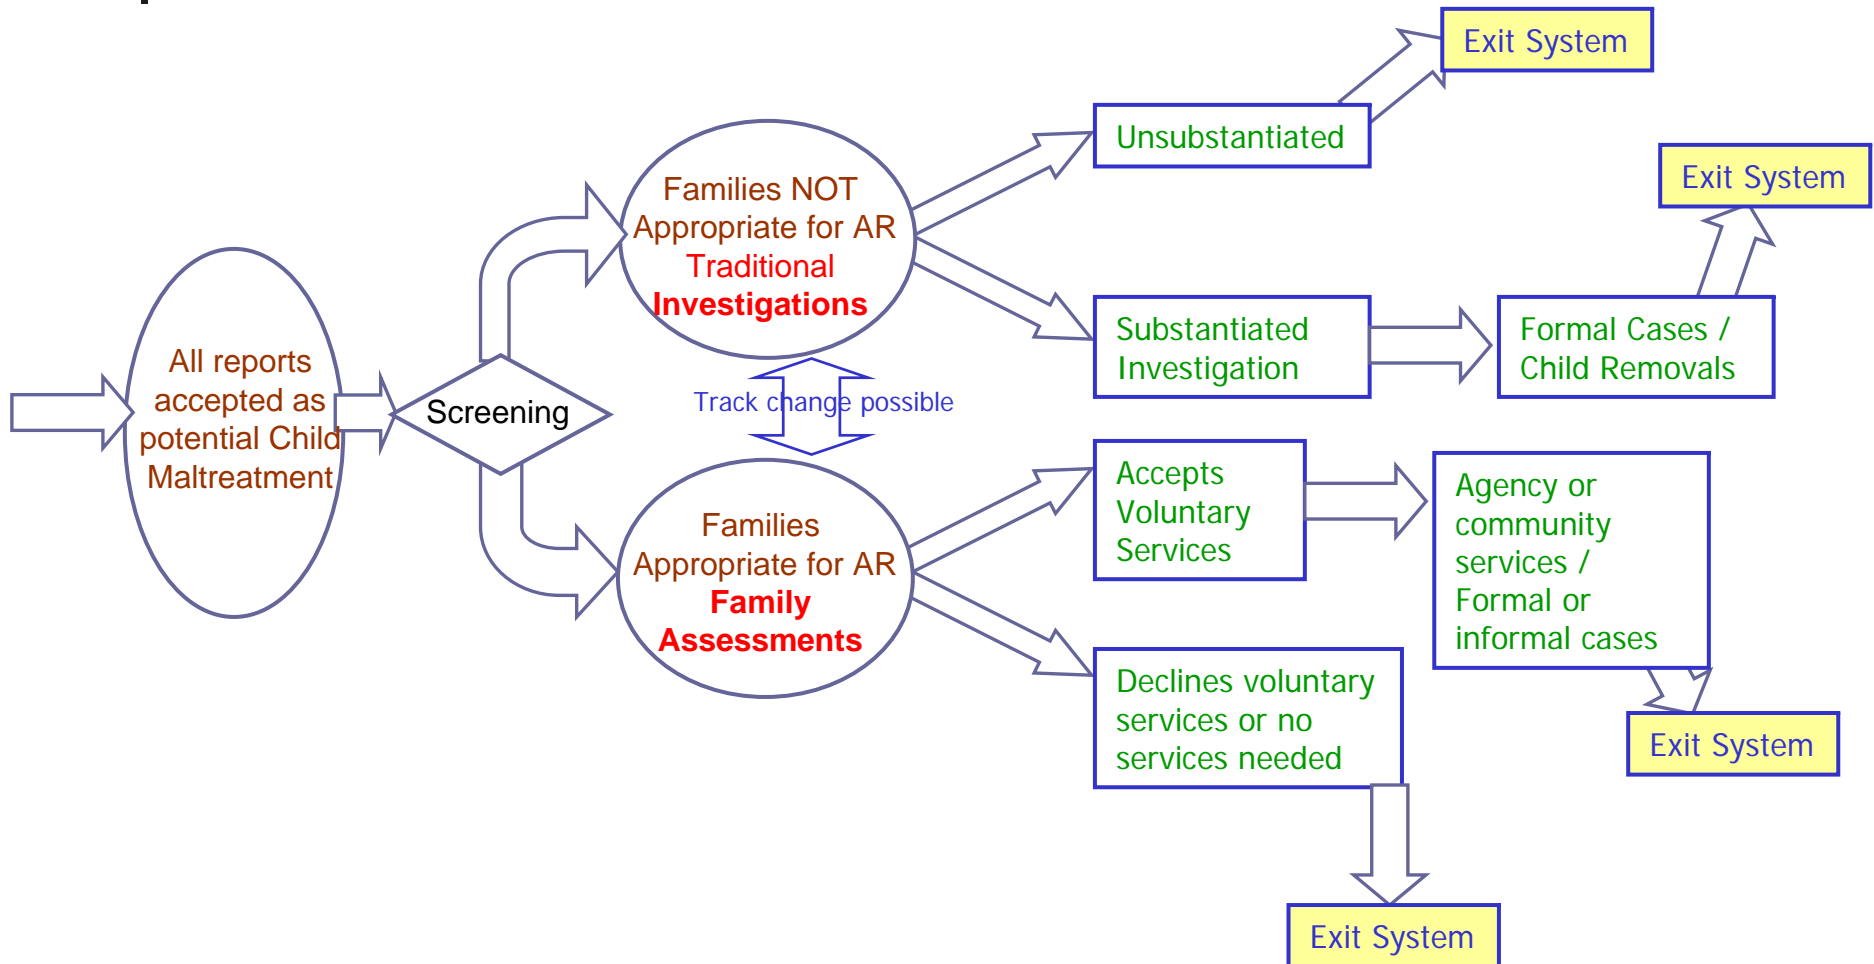 All reports
accepted as
potential Child
Maltreatment
Screening
Families NOT
Appropriate for AR
Traditional
Investigations
Track change possible
Families
Appropriate for AR
Family
Assessments
Unsubstantiated
Exit System
Substantiated
Investigation
Formal Cases /
Child Removals
Exit System
Accepts
Voluntary
Services
Agency or
community
services /
Formal or
informal cases
Exit System
Declines voluntary
services or no
services needed
Exit System